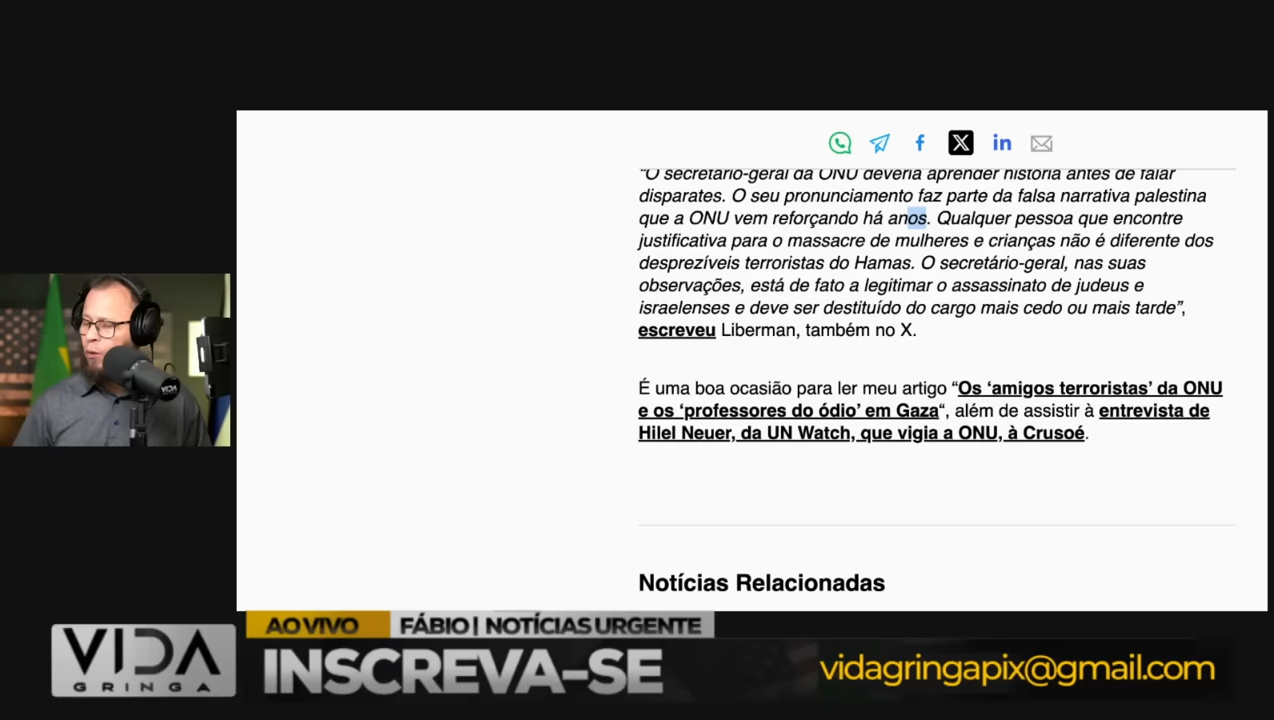 "O secretário-geral da ONU deveria aprender história antes de falar
disparates. O seu pronunciamento faz parte da falsa narrativa palestina
que a ONU vem reforçando há anos. Qualquer pessoa que encontre
justificativa para o massacre de mulheres e crianças não é diferente dos
desprezíveis terroristas do Hamas. O secretário-geral, nas suas
observações, está de fato a legitimar o assassinato de judeus e
israelenses e deve ser destituído do cargo mais cedo ou mais tarde”,
escreveu Liberman, também no X.
É uma boa ocasião para ler meu artigo “Os ‘amigos terroristas’ da ONU
e os ‘professores do ódio’ em Gaza“, além de assistir à entrevista de
Hilel Neuer, da UN Watch, que vigia a ONU, à Crusoé.
Notícias Relacionadas
AO VIVO FÁBIO | NOTÍCIAS URGENTE
VIDA
GRINGA
INSCREVA-SE
vidagringapix@gmail.com